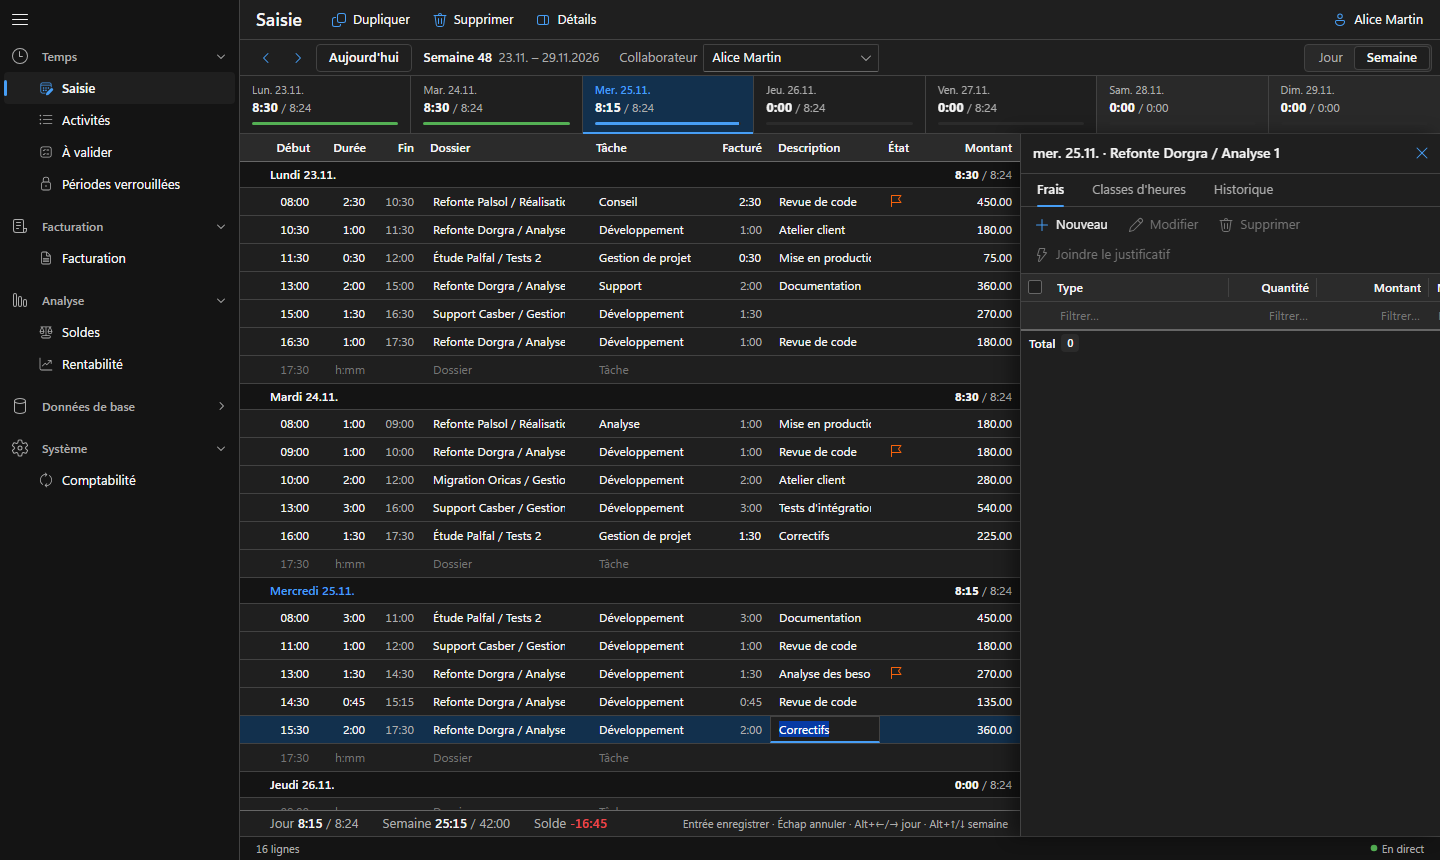 Saisie
Dupliquer
Supprimer
Détails
Alice Martin
Temps
Saisie
Activités
À valider
Périodes verrouillées
Facturation
Facturation
Analyse
Soldes
Rentabilité
Données de base
Système
Comptabilité
Aujourd'hui
Semaine 48 23.11. – 29.11.2026
Collaborateur
Alice Martin
Jour
Semaine
Lun. 23.11.
8:30 / 8:24
Mar. 24.11.
8:30 / 8:24
Mer. 25.11.
8:15 / 8:24
Jeu. 26.11.
0:00 / 8:24
Ven. 27.11.
0:00 / 8:24
Sam. 28.11.
0:00 / 0:00
Dim. 29.11.
0:00 / 0:00
Début Durée Fin Dossier Tâche Facturé Description État Montant
Lundi 23.11. 8:30 / 8:24
08:00 2:30 10:30 Refonte Palsol / Réalisatio Conseil 2:30 Revue de code 450.00
10:30 1:00 11:30 Refonte Dorgra / Analyse Développement 1:00 Atelier client 180.00
11:30 0:30 12:00 Étude Palfal / Tests 2 Gestion de projet 0:30 Mise en productic 75.00
13:00 2:00 15:00 Refonte Dorgra / Analyse Support 2:00 Documentation 360.00
15:00 1:30 16:30 Support Casber / Gestion Développement 1:30 270.00
16:30 1:00 17:30 Refonte Dorgra / Analyse Développement 1:00 Revue de code 180.00
17:30 h:mm Dossier Tâche
Mardi 24.11. 8:30 / 8:24
08:00 1:00 09:00 Refonte Palsol / Réalisatio Analyse 1:00 Mise en productic 180.00
09:00 1:00 10:00 Refonte Dorgra / Analyse Développement 1:00 Revue de code 180.00
10:00 2:00 12:00 Migration Oricas / Gestio Développement 2:00 Atelier client 280.00
13:00 3:00 16:00 Support Casber / Gestion Développement 3:00 Tests d'intégration 540.00
16:00 1:30 17:30 Étude Palfal / Tests 2 Gestion de projet 1:30 Correctifs 225.00
17:30 h:mm Dossier Tâche
Mercredi 25.11. 8:15 / 8:24
08:00 3:00 11:00 Étude Palfal / Tests 2 Développement 3:00 Documentation 450.00
11:00 1:00 12:00 Support Casber / Gestion Développement 1:00 Revue de code 180.00
13:00 1:30 14:30 Refonte Dorgra / Analyse Développement 1:30 Analyse des beso 270.00
14:30 0:45 15:15 Refonte Dorgra / Analyse Développement 0:45 Revue de code 135.00
15:30 2:00 17:30 Refonte Dorgra / Analyse Développement 2:00 Correctifs 360.00
17:30 h:mm Dossier Tâche
Jeudi 26.11. 0:00 / 8:24
Jour 8:15 / 8:24 Semaine 25:15 / 42:00 Solde -16:45 Entrée enregistrer · Échap annuler · Alt+←/→ jour · Alt+↑/↓ semaine
16 lignes
En direct
mer. 25.11. · Refonte Dorgra / Analyse 1
Frais
Classes d'heures
Historique
Nouveau
Modifier
Supprimer
Joindre le justificatif
Type Quantité Montant
Filtrer... Filtrer... Filtrer...
Total 0